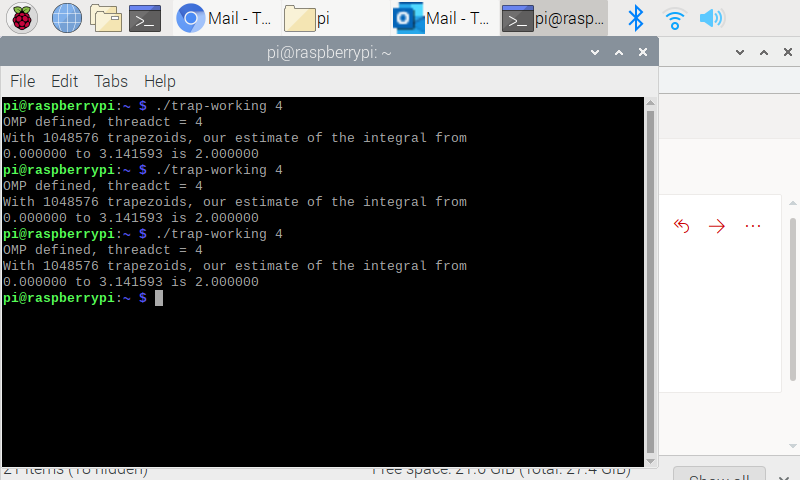 Mail - T...
pi
Mail - T...
pi@rasp...
pi@raspberrypi: ~
File Edit Tabs Help
pi@raspberrypi:~ $ ./trap-working 4
OMP defined, threadct = 4
With 1048576 trapezoids, our estimate of the integral from
0.000000 to 3.141593 is 2.000000
pi@raspberrypi:~ $ ./trap-working 4
OMP defined, threadct = 4
With 1048576 trapezoids, our estimate of the integral from
0.000000 to 3.141593 is 2.000000
pi@raspberrypi:~ $ ./trap-working 4
OMP defined, threadct = 4
With 1048576 trapezoids, our estimate of the integral from
0.000000 to 3.141593 is 2.000000
pi@raspberrypi:~ $
21 items (18 hidden) Free space: 21.6 GiB (Total: 27.4 GiB)
Show all